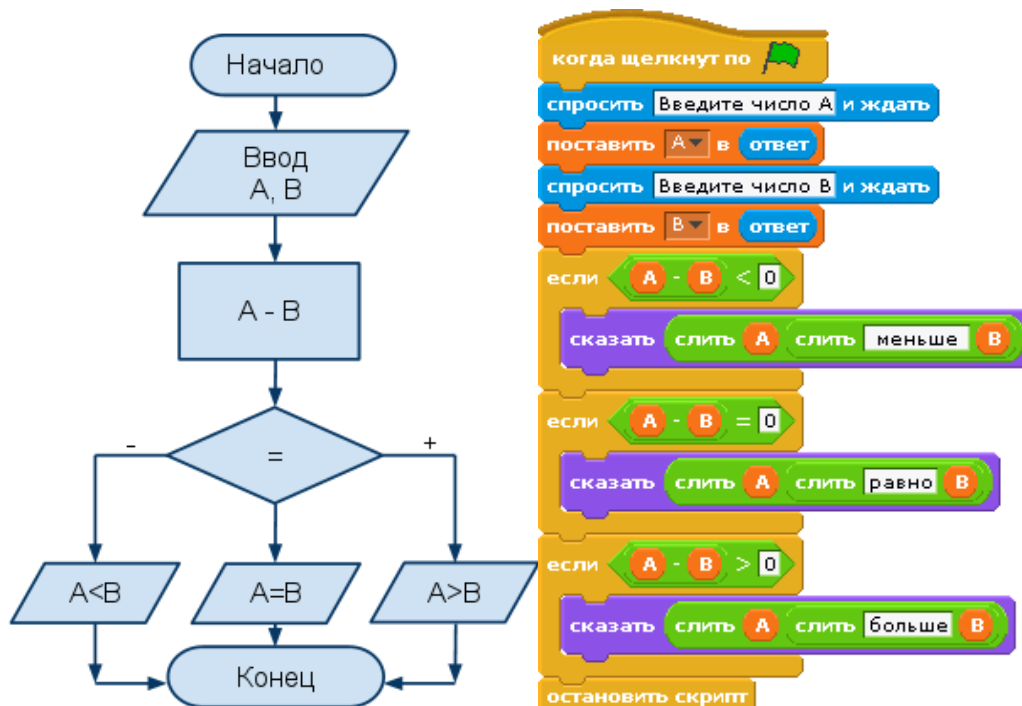 Начало
Ввод
A, B
A - B
=
-
+
A<B
A=B
A>B
Конец
когда щелкнут по
спросить Введите число A и ждать
поставить A в ответ
спросить Введите число B и ждать
поставить B в ответ
если A - B < 0
сказать слить A слить меньше B
если A - B = 0
сказать слить A слить равно B
если A - B > 0
сказать слить A слить больше B
остановить скрипт